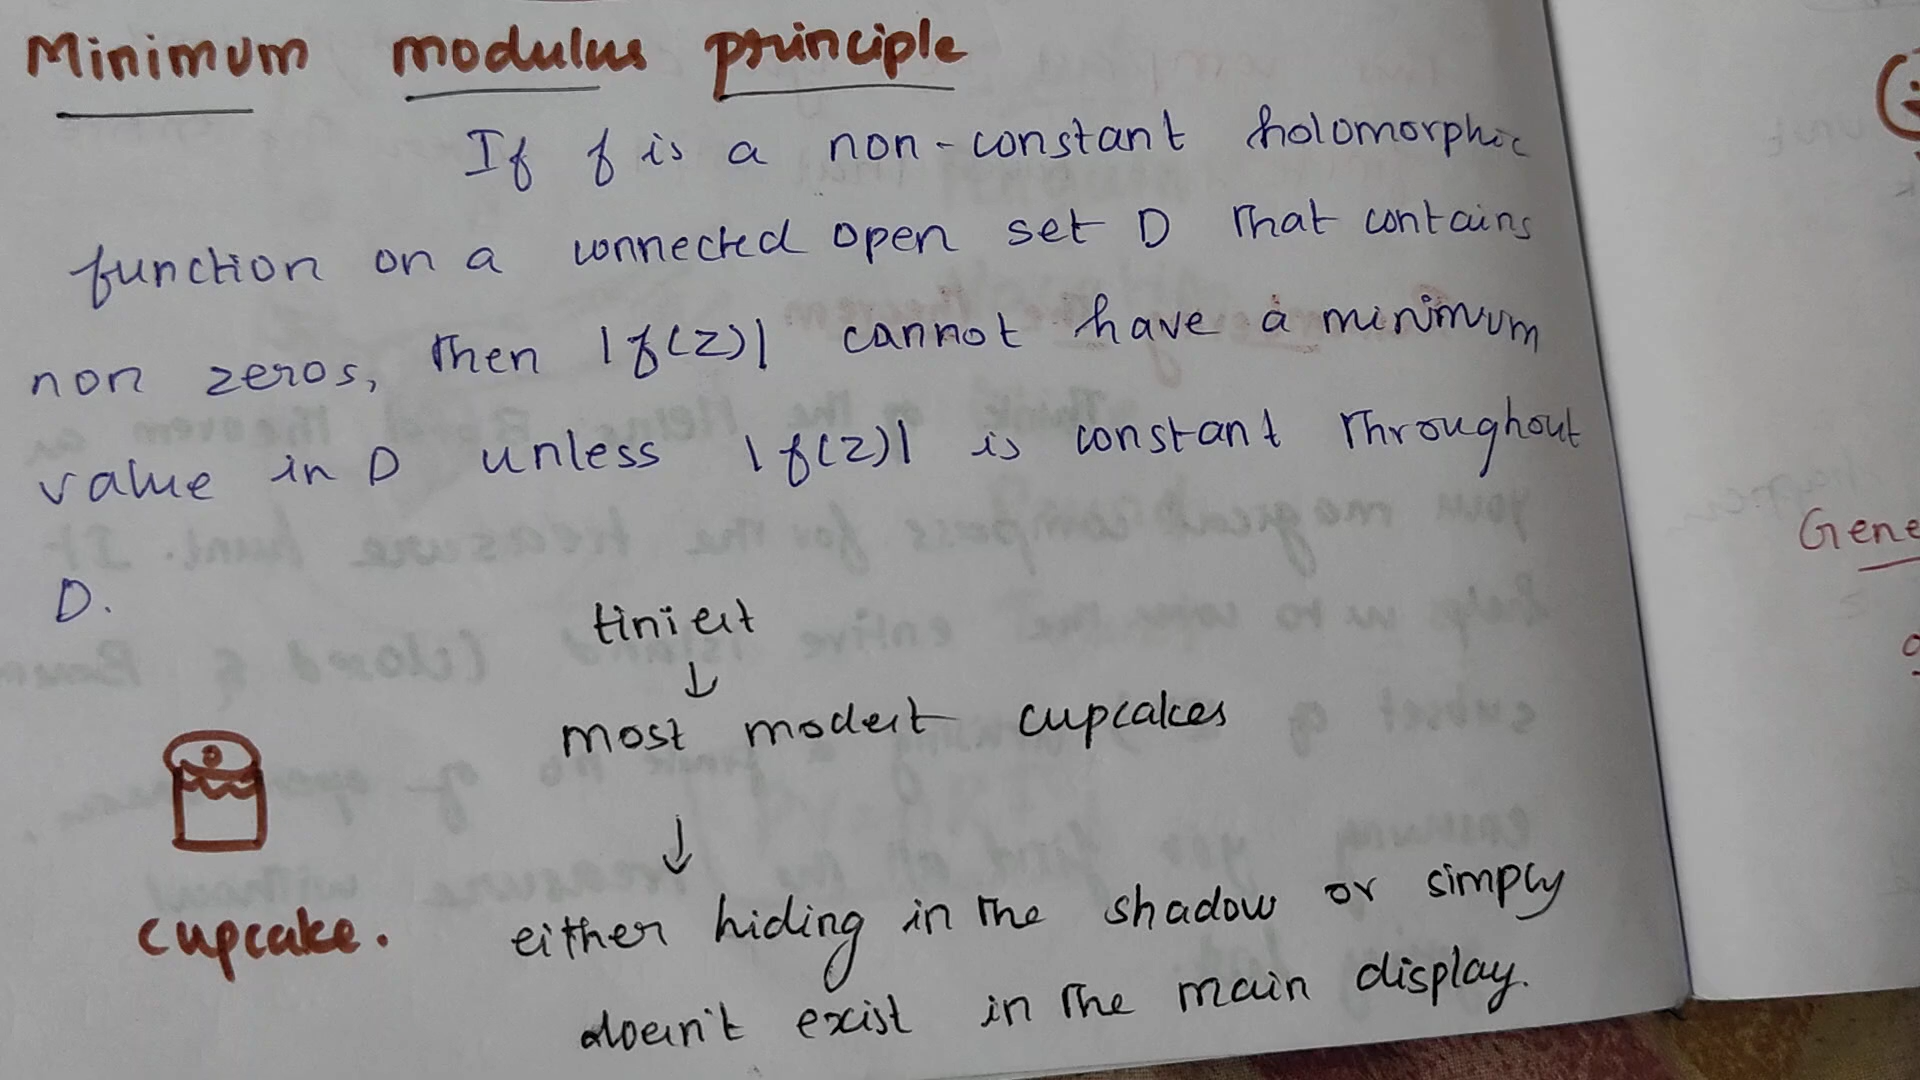 Minimum modulus principle
If f is a non-constant holomorphic
function on a connected open set D that contains
non zeros, then |f(z)| cannot have a minimum
value in D unless |f(z)| is constant throughout
D.
tiniest
↓
most modest cupcakes
↓
cupcake.
either hiding in the shadow or simply
doesn't exist in the main display.
Gene